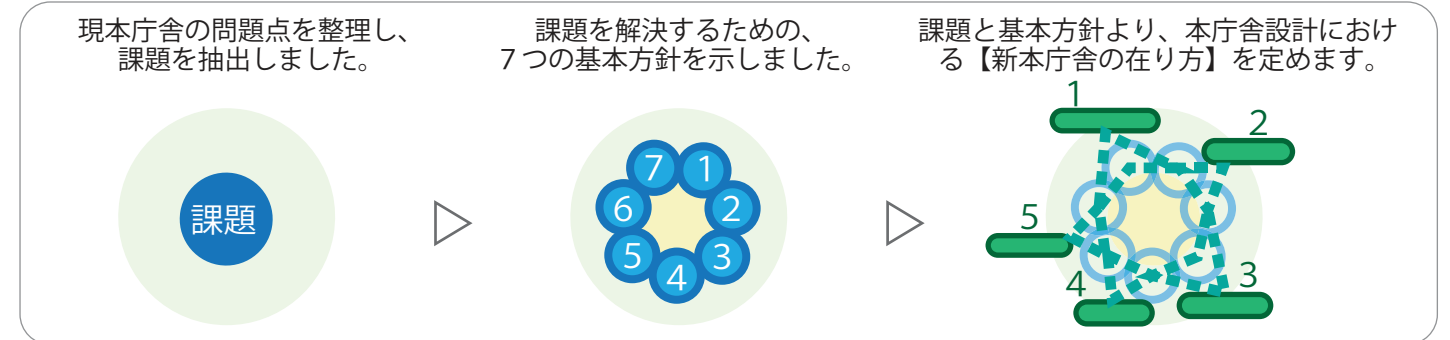 現本庁舎の問題点を整理し、
課題を抽出しました。
課題
課題を解決するための、
7つの基本方針を示しました。
7 1
6 2
5 3
4
課題と基本方針より、本庁舎設計におけ
る【新本庁舎の在り方】を定めます。
1
2
5
4 3